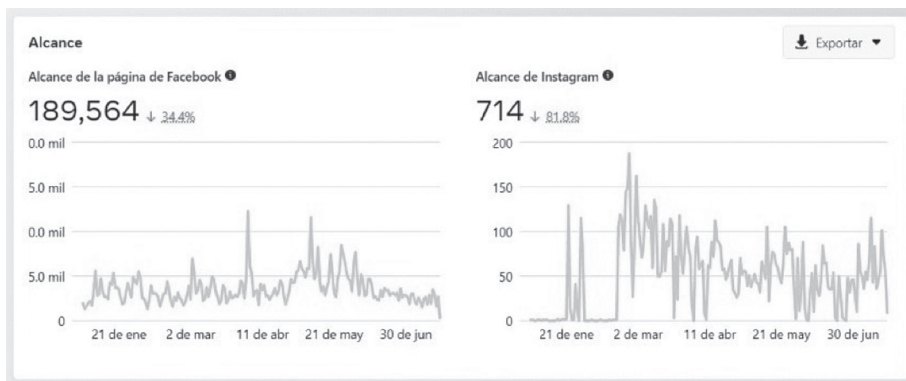 Alcance
Exportar
Alcance de la página de Facebook
189,564 ↓ 34.4%
0.0 mil
5.0 mil
0.0 mil
5.0 mil
0
21 de ene 2 de mar 11 de abr 21 de may 30 de jun
Alcance de Instagram
714 ↓ 81.8%
200
150
100
50
0
21 de ene 2 de mar 11 de abr 21 de may 30 de jun